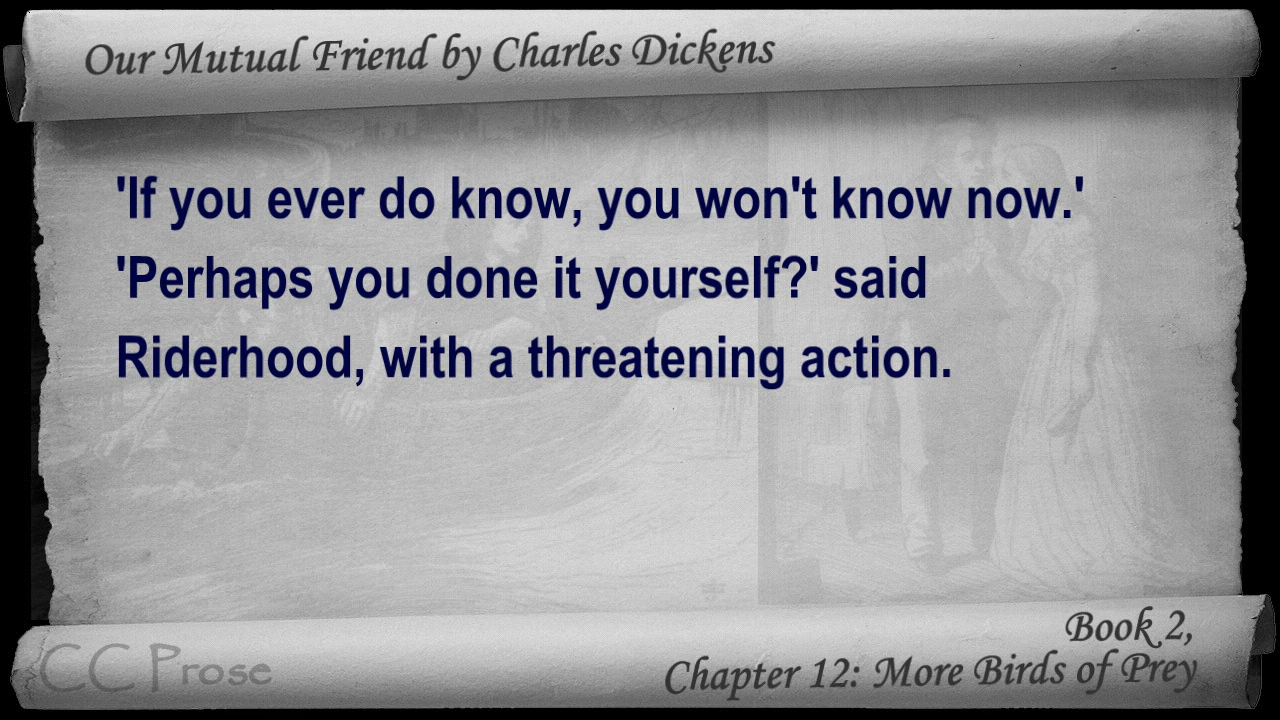 Our Mutual Friend by Charles Dickens
'If you ever do know, you won't know now.'
'Perhaps you done it yourself?' said
Riderhood, with a threatening action.
Book 2,
CC Prose
Chapter 12: More Birds of Prey